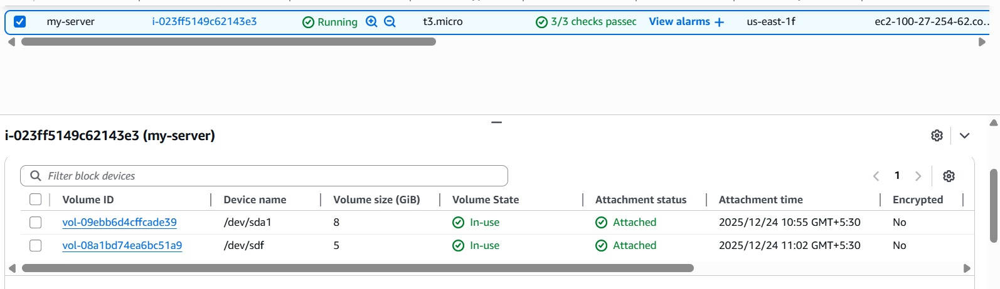 my-server i-023ff5149c62143e3 Running t3.micro 3/3 checks passec View alarms + us-east-1f ec2-100-27-254-62.co...
i-023ff5149c62143e3 (my-server)
Filter block devices 1
Volume ID Device name Volume size (GiB) Volume State Attachment status Attachment time Encrypted
vol-09ebb6d4cffcade39 /dev/sda1 8 In-use Attached 2025/12/24 10:55 GMT+5:30 No
vol-08a1bd74ea6bc51a9 /dev/sdf 5 In-use Attached 2025/12/24 11:02 GMT+5:30 No